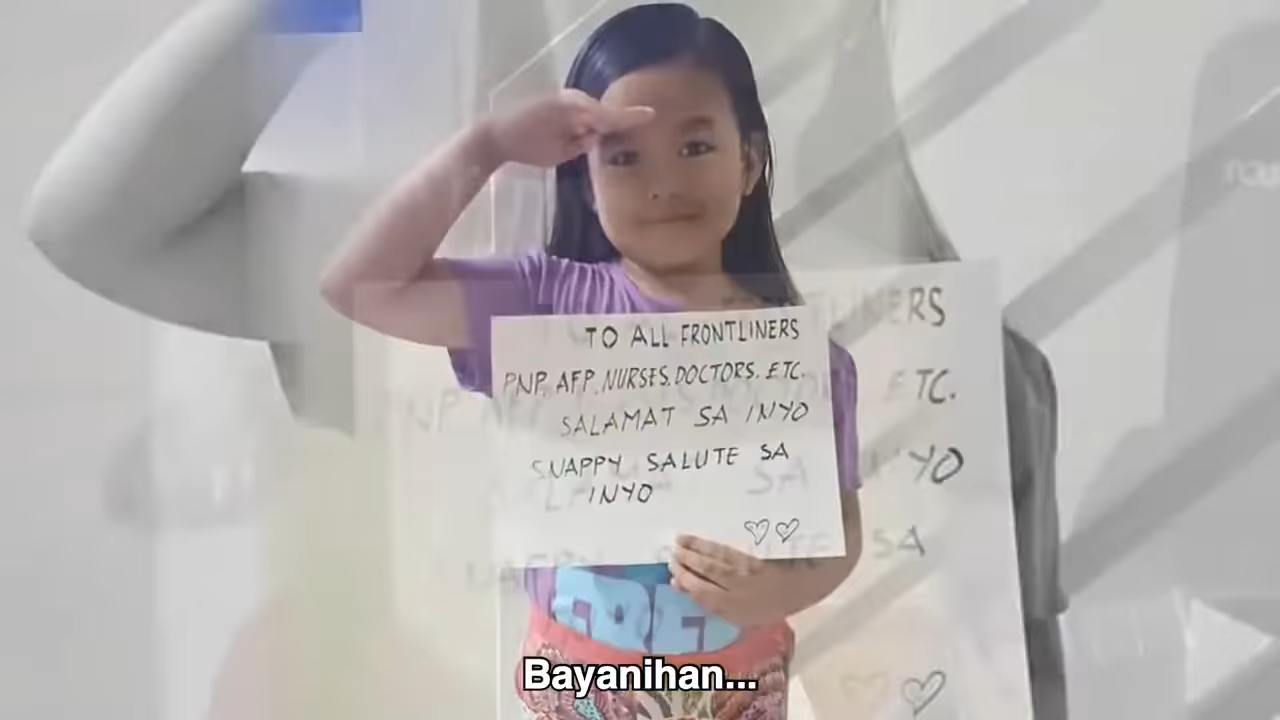 TO ALL FRONTLINERS
PNP, AFP, NURSES, DOCTORS, ETC.
SALAMAT SA INYO
SNAPPY SALUTE SA
INYO
Bayanihan...